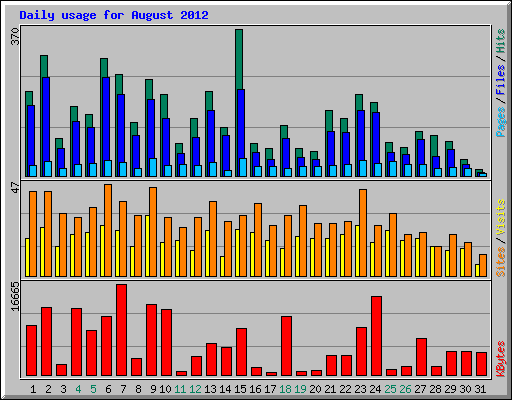 Daily usage for August 2012
370
Pages / Files / Hits
47
Sites / Visits
16665
KBytes
1 2 3 4 5 6 7 8 9 10 11 12 13 14 15 16 17 18 19 20 21 22 23 24 25 26 27 28 29 30 31